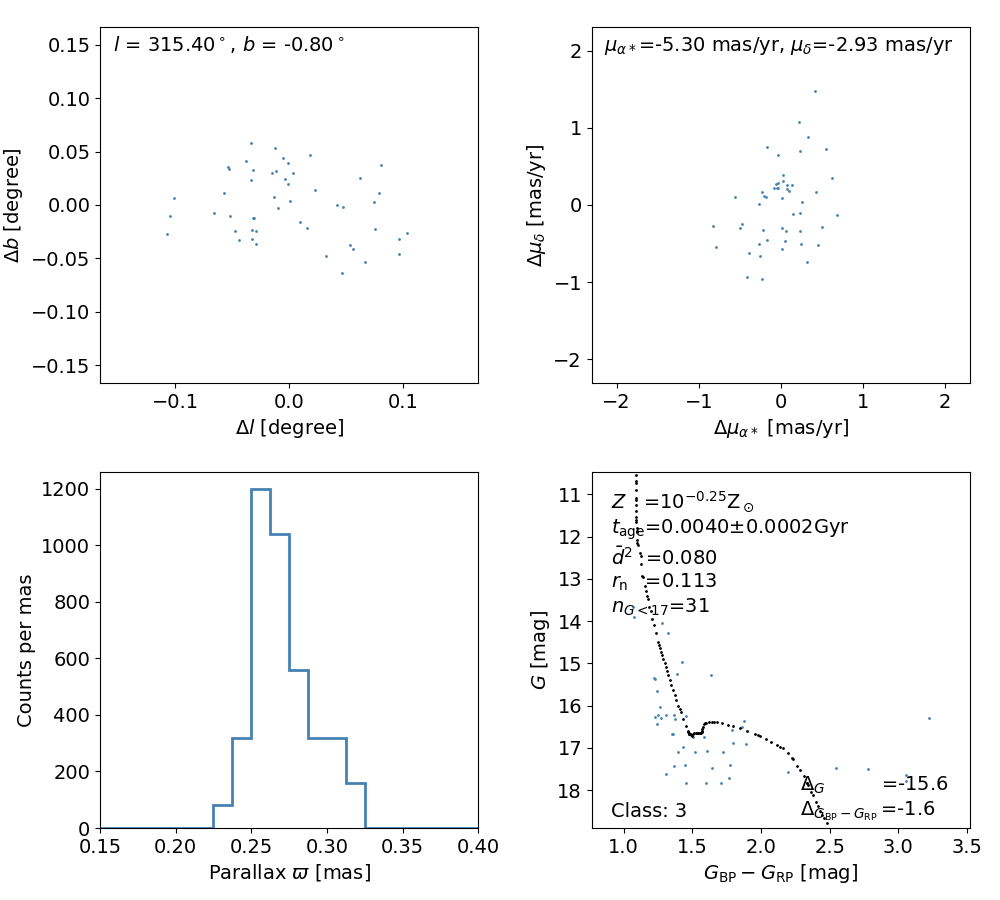 l = 315.40°, b = -0.80°
0.15
0.10
0.05
0.00
−0.05
−0.10
−0.15
Δb [degree]
−0.1
0.0
0.1
Δl [degree]
μα*=-5.30 mas/yr, μδ=-2.93 mas/yr
2
1
0
−1
−2
Δμδ [mas/yr]
−2
−1
0
1
2
Δμα* [mas/yr]
1200
1000
800
600
400
200
0
Counts per mas
0.15
0.20
0.25
0.30
0.35
0.40
Parallax ϖ [mas]
Z =10^−0.25 Z⊙
t_age=0.0040±0.0002Gyr
d̄² =0.080
r_n =0.113
n_G<17=31
11
12
13
14
15
16
17
18
G [mag]
Δ_G =-15.6
Class: 3
Δ_GBP−GRP =-1.6
1.0
1.5
2.0
2.5
3.0
3.5
G_BP − G_RP [mag]